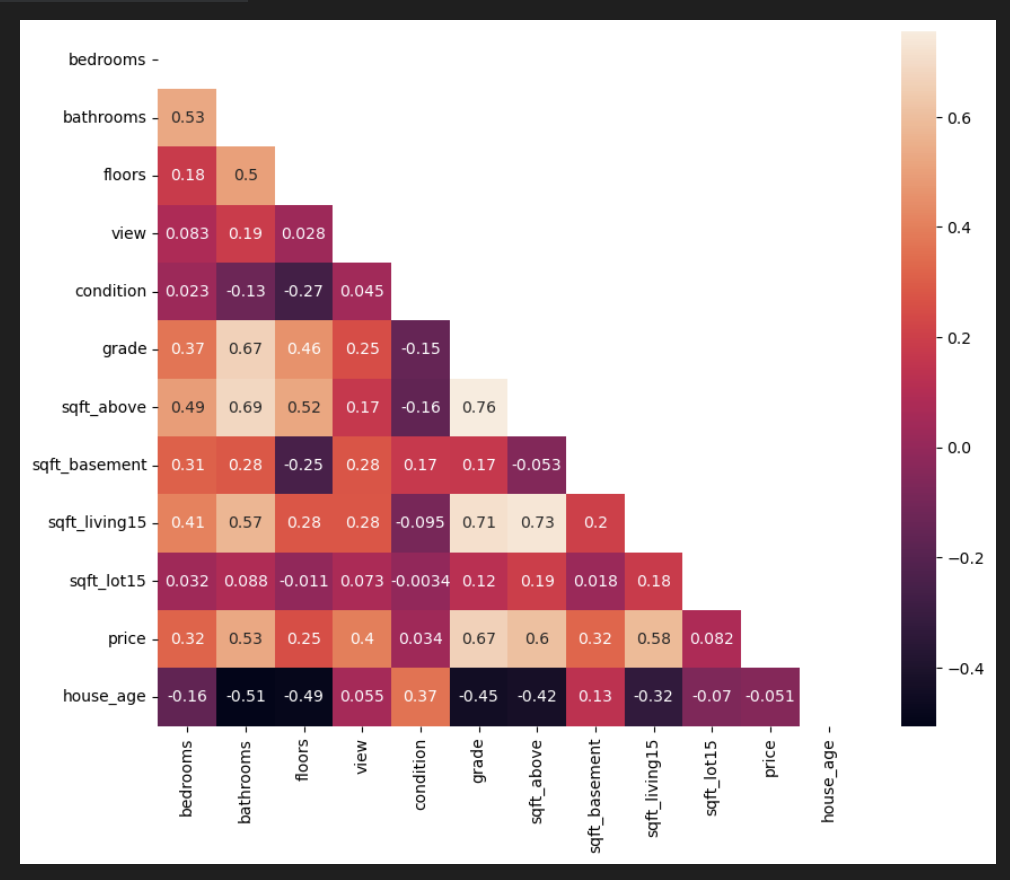 bedrooms
bathrooms 0.53
floors 0.18 0.5
0.6
view 0.083 0.19 0.028
0.4
condition 0.023 -0.13 -0.27 0.045
grade 0.37 0.67 0.46 0.25 -0.15
0.2
sqft_above 0.49 0.69 0.52 0.17 -0.16 0.76
0.0
sqft_basement 0.31 0.28 -0.25 0.28 0.17 0.17 -0.053
sqft_living15 0.41 0.57 0.28 0.28 -0.095 0.71 0.73 0.2
−0.2
sqft_lot15 0.032 0.088 -0.011 0.073 -0.0034 0.12 0.19 0.018 0.18
price 0.32 0.53 0.25 0.4 0.034 0.67 0.6 0.32 0.58 0.082
−0.4
house_age -0.16 -0.51 -0.49 0.055 0.37 -0.45 -0.42 0.13 -0.32 -0.07 -0.051
bedrooms
bathrooms
floors
view
condition
grade
sqft_above
sqft_basement
sqft_living15
sqft_lot15
price
house_age